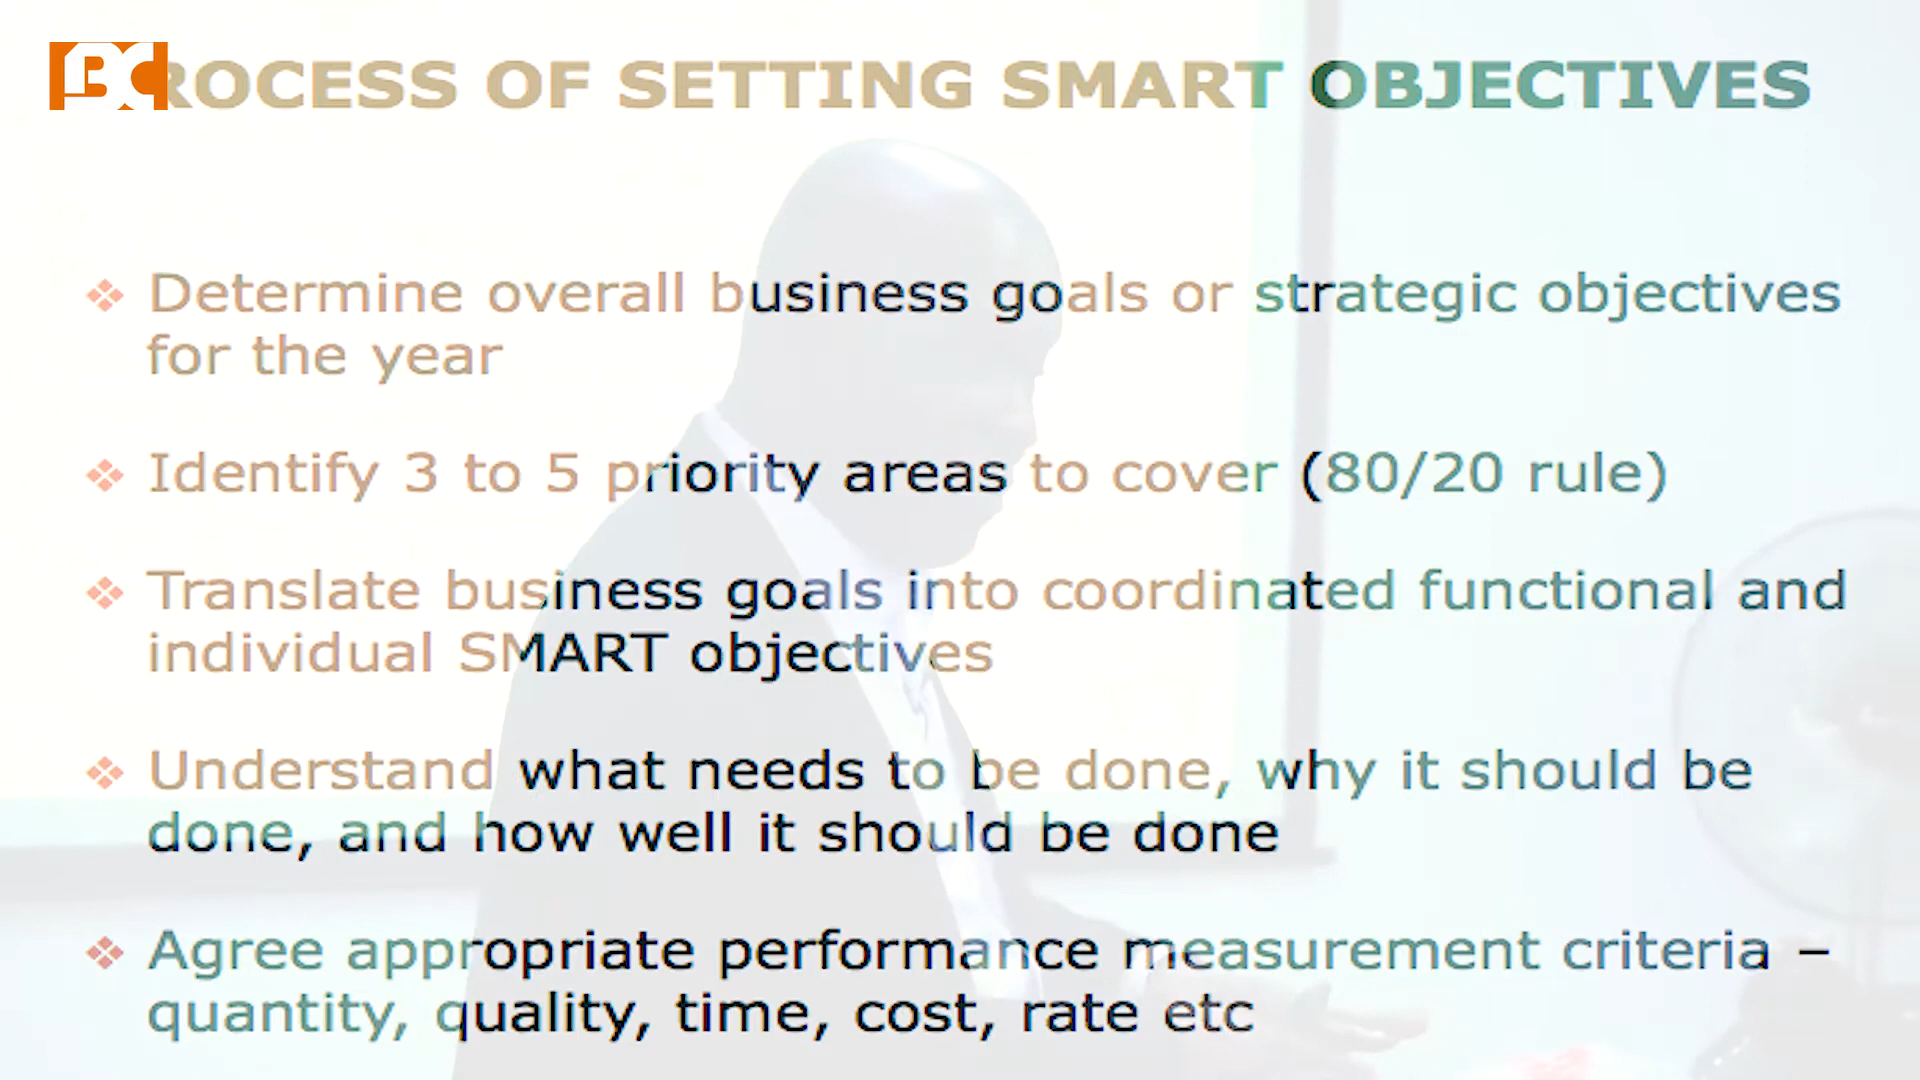 BC
ROCESS OF SETTING SMART OBJECTIVES
❖ Determine overall business goals or strategic objectives
for the year
❖ Identify 3 to 5 priority areas to cover (80/20 rule)
❖ Translate business goals into coordinated functional and
individual SMART objectives
❖ Understand what needs to be done, why it should be
done, and how well it should be done
❖ Agree appropriate performance measurement criteria –
quantity, quality, time, cost, rate etc